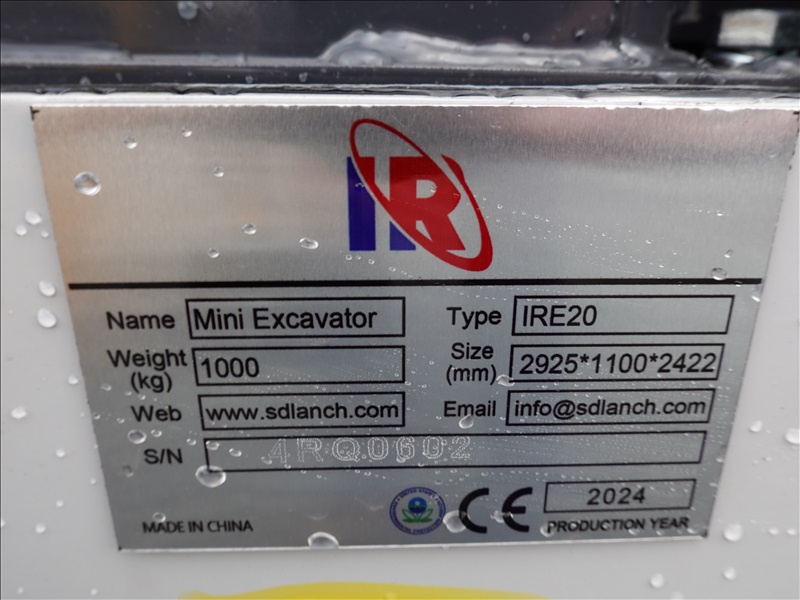 IR
Name Mini Excavator Type IRE20
Weight (kg) 1000 Size (mm) 2925*1100*2422
Web www.sdlanch.com Email info@sdlanch.com
S/N 4RQ0602
MADE IN CHINA CE 2024
PRODUCTION YEAR